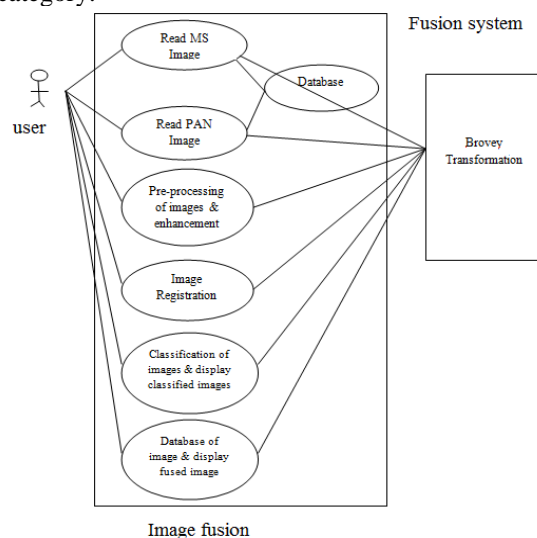 category.
Fusion system
Read MS
Image
Database
user
Read PAN
Image
Brovey
Transformation
Pre-processing
of images &
enhancement
Image
Registration
Classification of
images & display
classified images
Database of
image & display
fused image
Image fusion